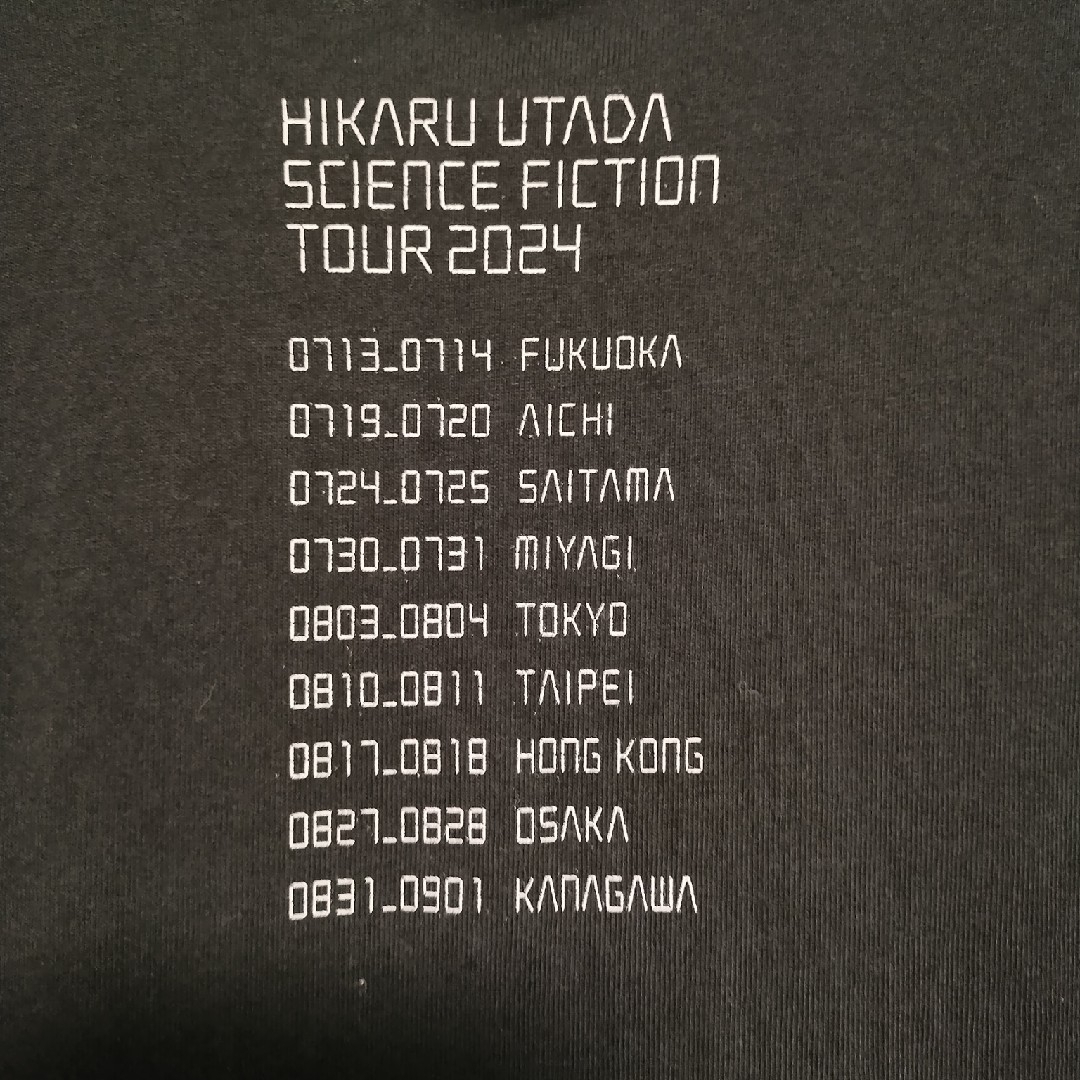 HIKARU UTADA
SCIENCE FICTION
TOUR 2024
0713_0714 FUKUOKA
0719_0720 AICHI
0724_0725 SAITAMA
0730_0731 MIYAGI
0803_0804 TOKYO
0810_0811 TAIPEI
0817_0818 HONG KONG
0827_0828 OSAKA
0831_0901 KANAGAWA